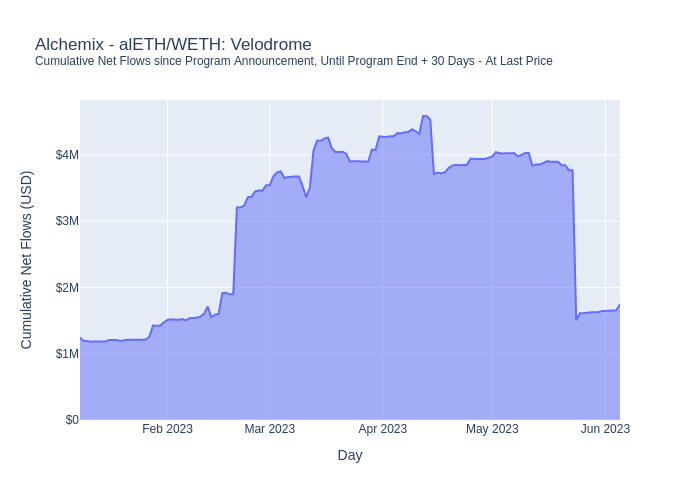 Alchemix - alETH/WETH: Velodrome
Cumulative Net Flows since Program Announcement, Until Program End + 30 Days - At Last Price
Cumulative Net Flows (USD)
$4M
$3M
$2M
$1M
$0
Feb 2023
Mar 2023
Apr 2023
May 2023
Jun 2023
Day